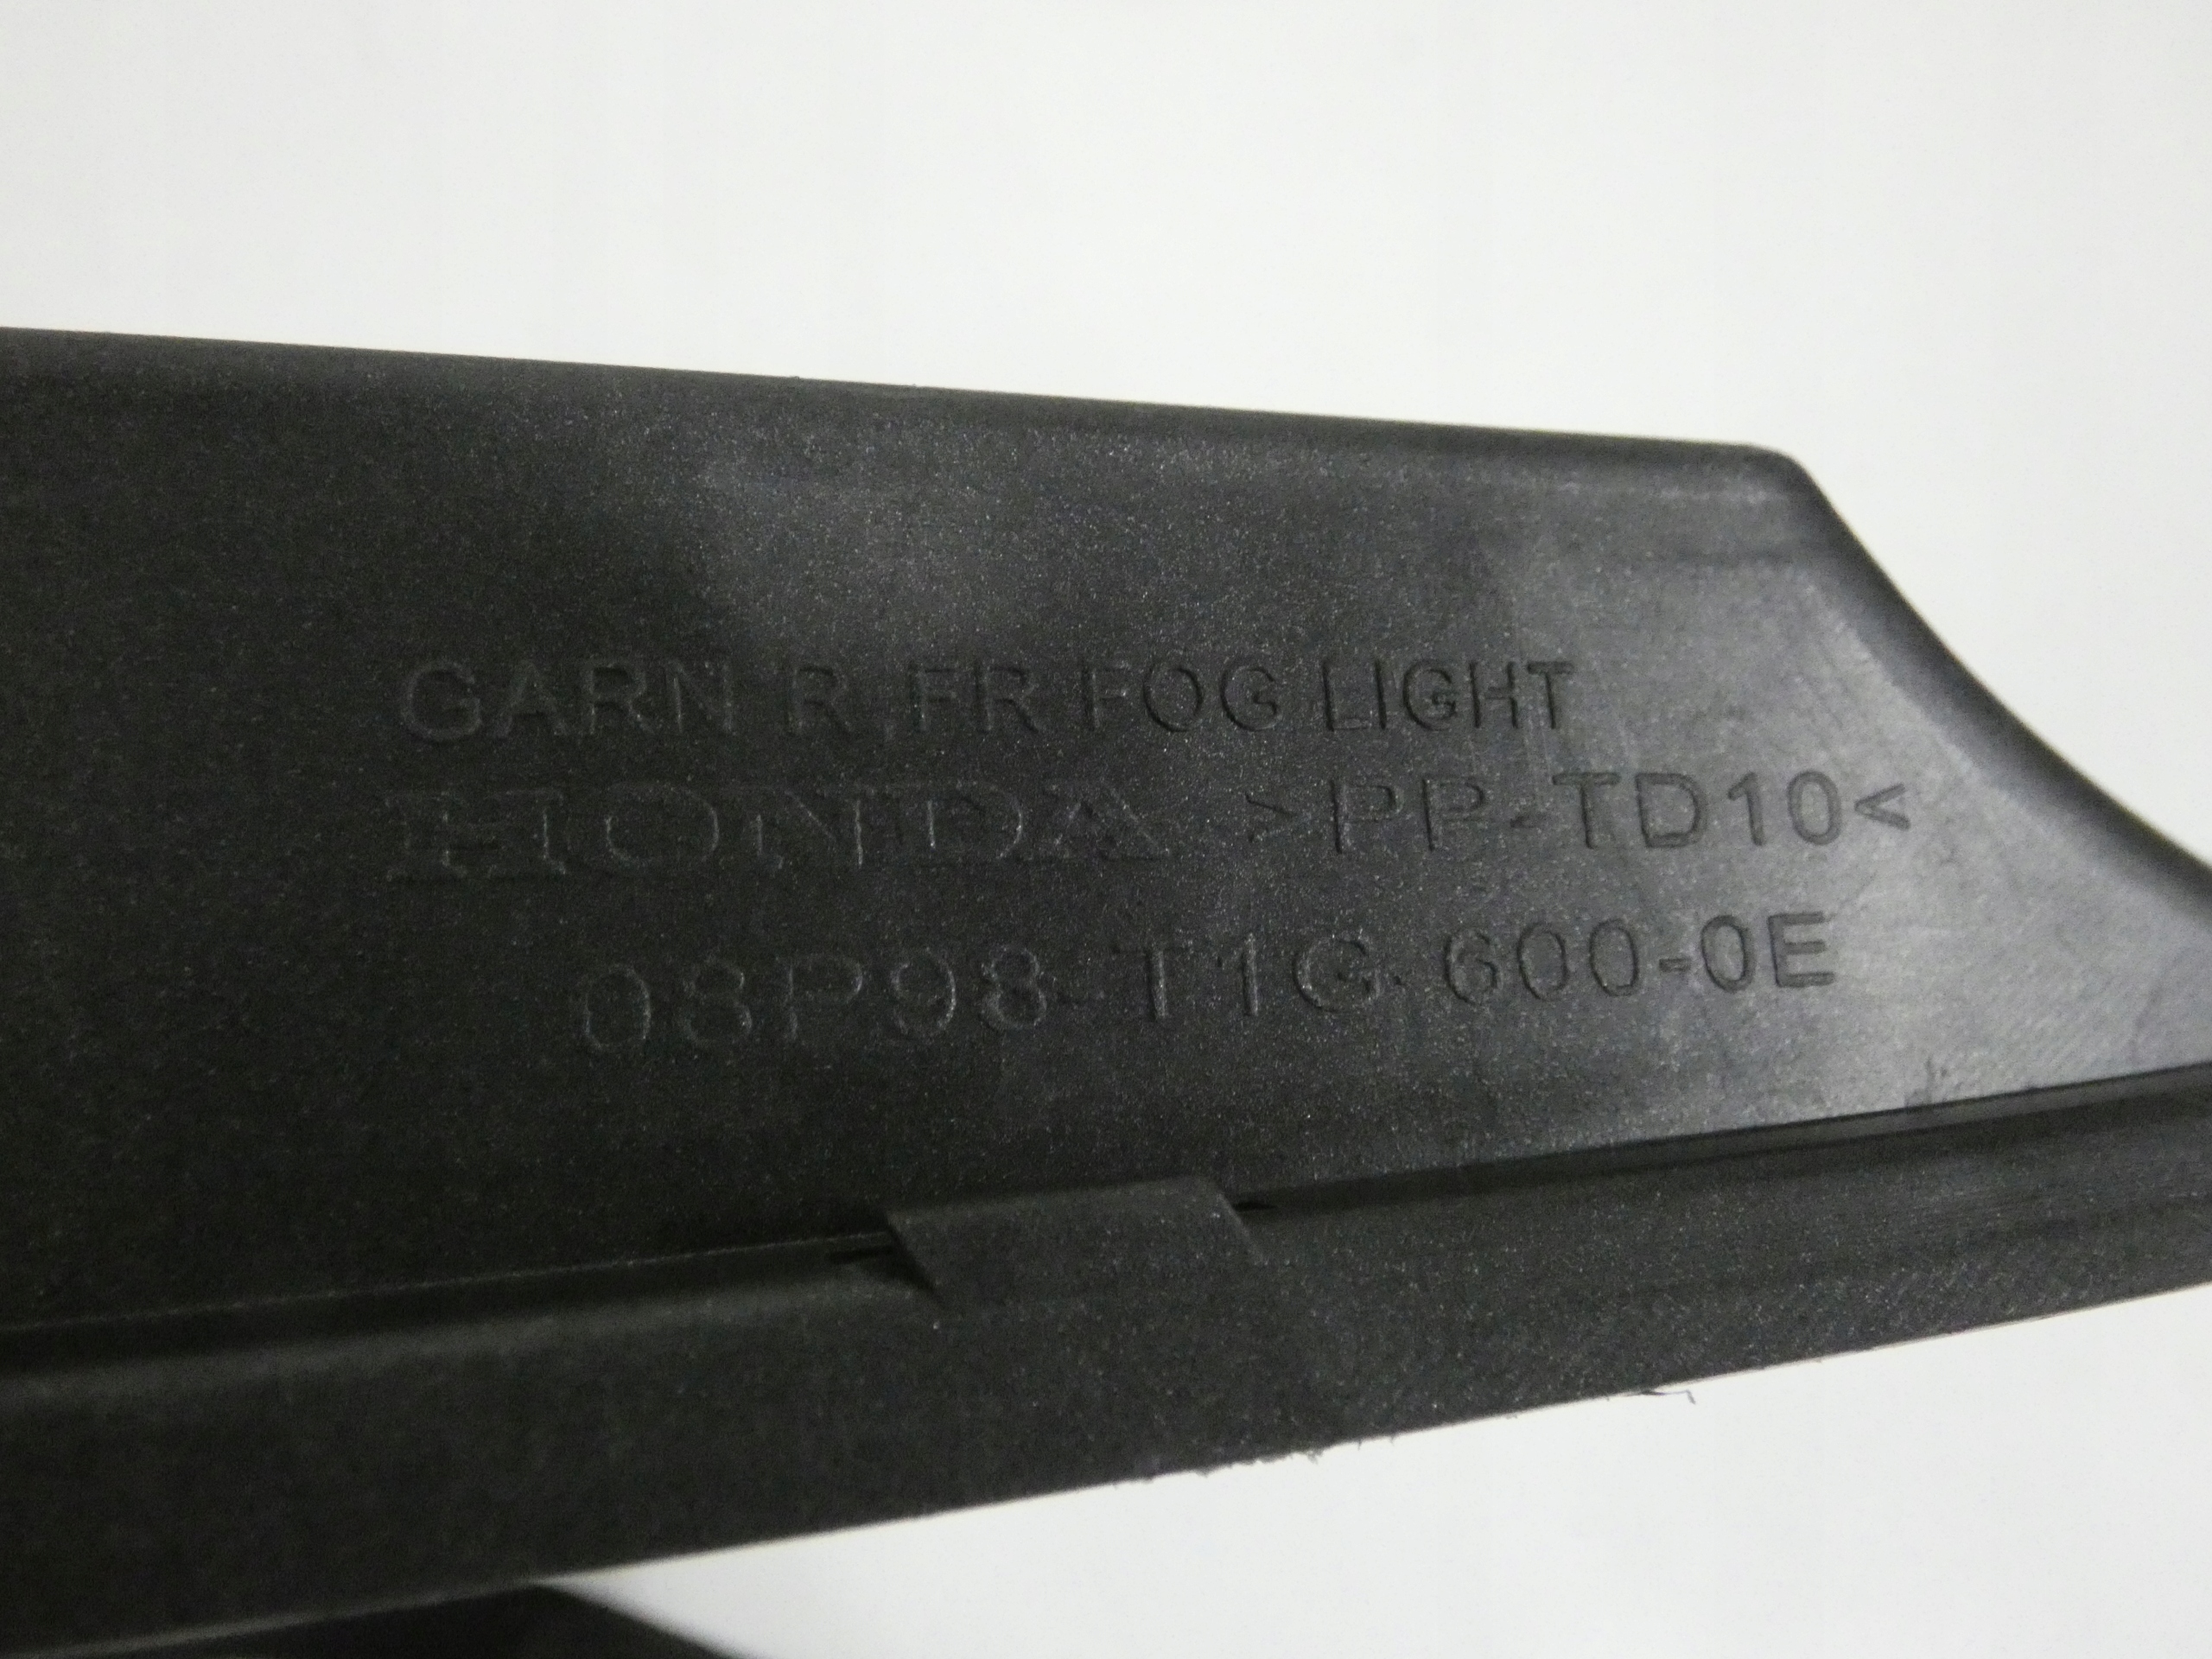 GARN R,FR FOG LIGHT
HONDA >PP-TD10<
08P98-T1G-600-0E